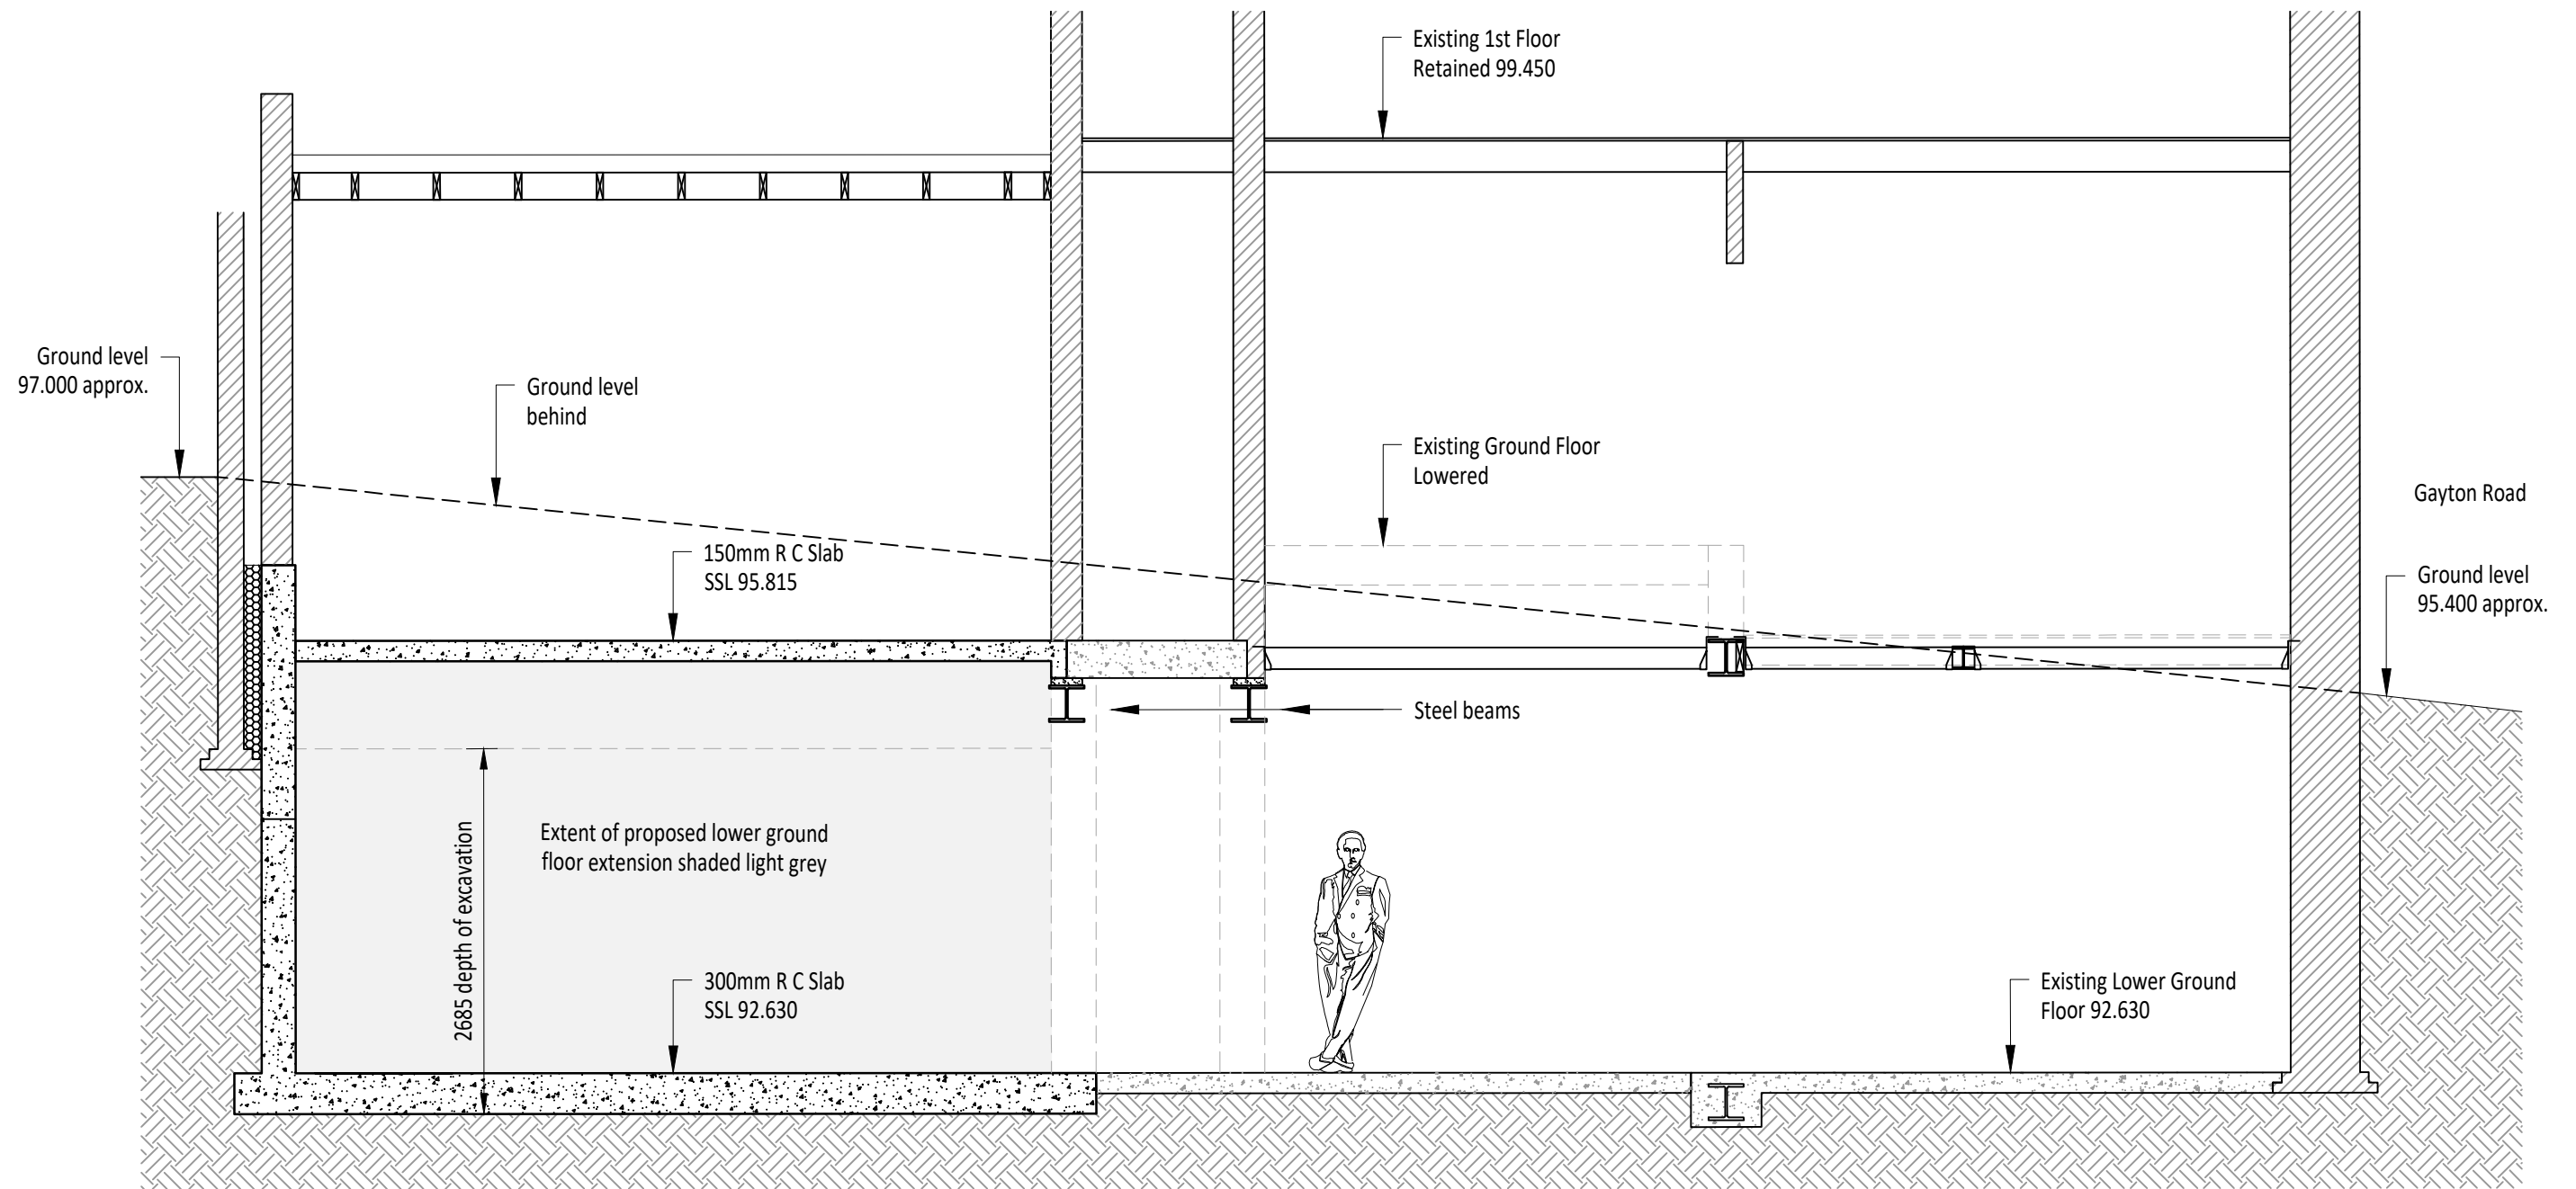 Existing 1st Floor
Retained 99.450
Ground level
97.000 approx.
Ground level
behind
Existing Ground Floor
Lowered
Gayton Road
150mm R C Slab
SSL 95.815
Ground level
95.400 approx.
Steel beams
Extent of proposed lower ground
floor extension shaded light grey
2685 depth of excavation
300mm R C Slab
SSL 92.630
Existing Lower Ground
Floor 92.630